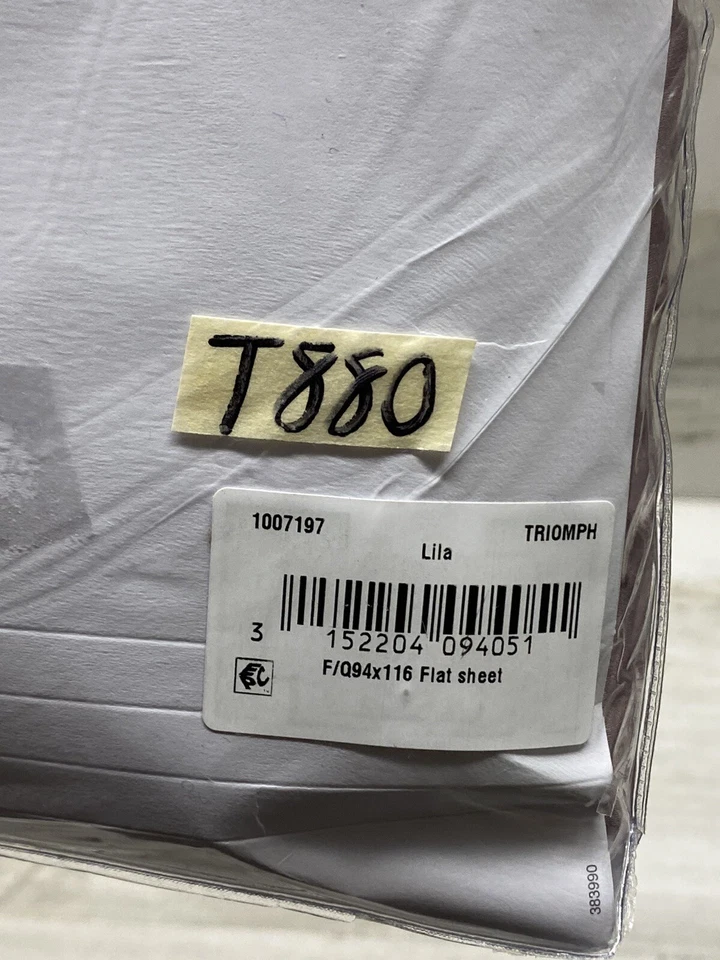 T880
1007197 TRIOMPH
Lila
3 152204 094051
F/Q94x116 Flat sheet
383990